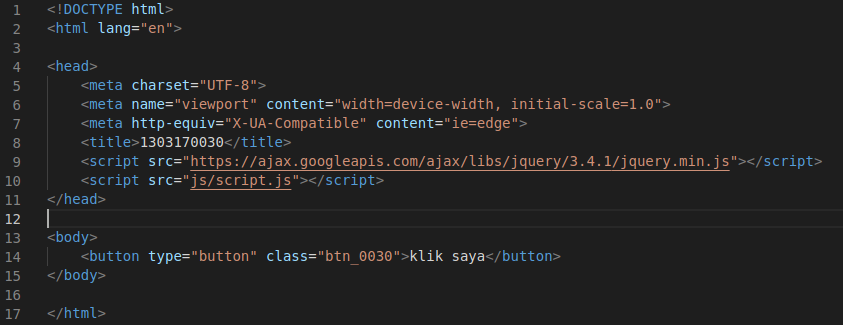 1 <!DOCTYPE html>
2 <html lang="en">
3
4 <head>
5     <meta charset="UTF-8">
6     <meta name="viewport" content="width=device-width, initial-scale=1.0">
7     <meta http-equiv="X-UA-Compatible" content="ie=edge">
8     <title>1303170030</title>
9     <script src="https://ajax.googleapis.com/ajax/libs/jquery/3.4.1/jquery.min.js"></script>
10     <script src="js/script.js"></script>
11 </head>
12
13 <body>
14     <button type="button" class="btn_0030">klik saya</button>
15 </body>
16
17 </html>